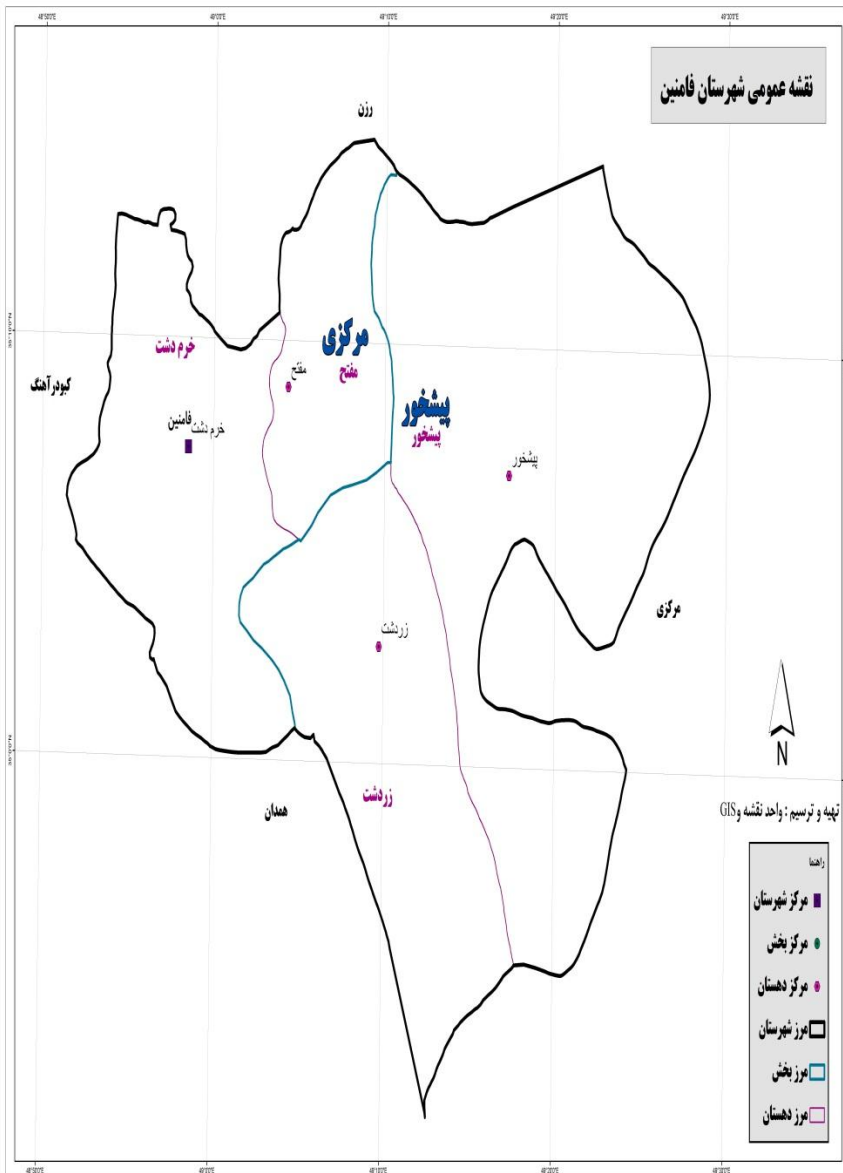 نقشه عمومی شهرستان فامنین
رزن
خرم دشت
مرکزی
مفتح
مفتح
کبودرآهنگ
پیشخور
پیشخور
فامنین
خرم دشت
پیشخور
مرکزی
زردشت
N
زردشت
همدان
تهیه و ترسیم : واحد نقشه و GIS
راهنما
مرکز شهرستان
مرکز بخش
مرکز دهستان
مرز شهرستان
مرز بخش
مرز دهستان